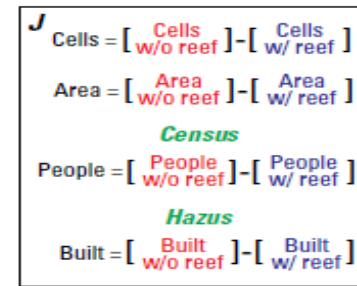 J
Cells = [ Cells w/o reef ]-[ Cells w/ reef ]
Area = [ Area w/o reef ]-[ Area w/ reef ]
Census
People = [ People w/o reef ]-[ People w/ reef ]
Hazus
Built = [ Built w/o reef ]-[ Built w/ reef ]